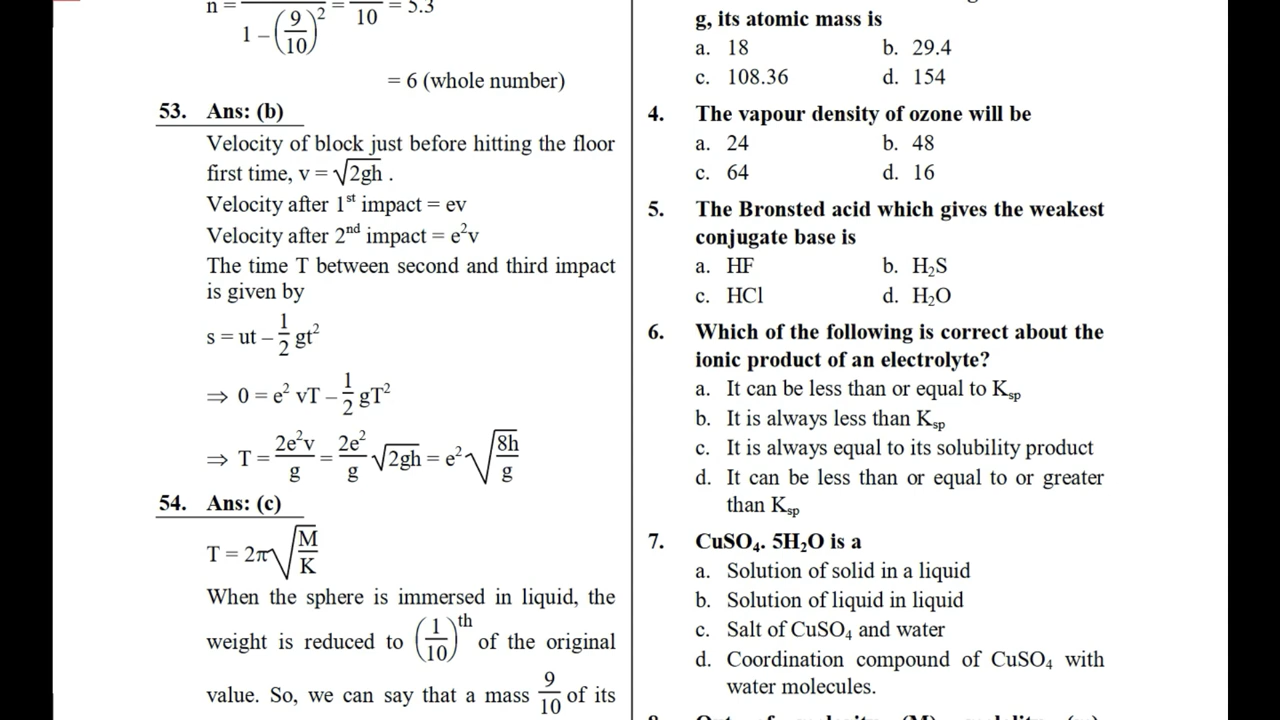 n = 1 – (9/10)² = 10 = 5.3
= 6 (whole number)
53. Ans: (b)
Velocity of block just before hitting the floor
first time, v = √2gh .
Velocity after 1st impact = ev
Velocity after 2nd impact = e²v
The time T between second and third impact
is given by
s = ut – 1/2 gt²
⇒ 0 = e² vT – 1/2 gT²
⇒ T = 2e²v/g = 2e²/g √2gh = e² √8h/g
54. Ans: (c)
T = 2π √M/K
When the sphere is immersed in liquid, the
weight is reduced to (1/10)th of the original
value. So, we can say that a mass 9/10 of its
g, its atomic mass is
a. 18 b. 29.4
c. 108.36 d. 154
4. The vapour density of ozone will be
a. 24 b. 48
c. 64 d. 16
5. The Bronsted acid which gives the weakest
conjugate base is
a. HF b. H₂S
c. HCl d. H₂O
6. Which of the following is correct about the
ionic product of an electrolyte?
a. It can be less than or equal to Ksp
b. It is always less than Ksp
c. It is always equal to its solubility product
d. It can be less than or equal to or greater
than Ksp
7. CuSO₄. 5H₂O is a
a. Solution of solid in a liquid
b. Solution of liquid in liquid
c. Salt of CuSO₄ and water
d. Coordination compound of CuSO₄ with
water molecules.